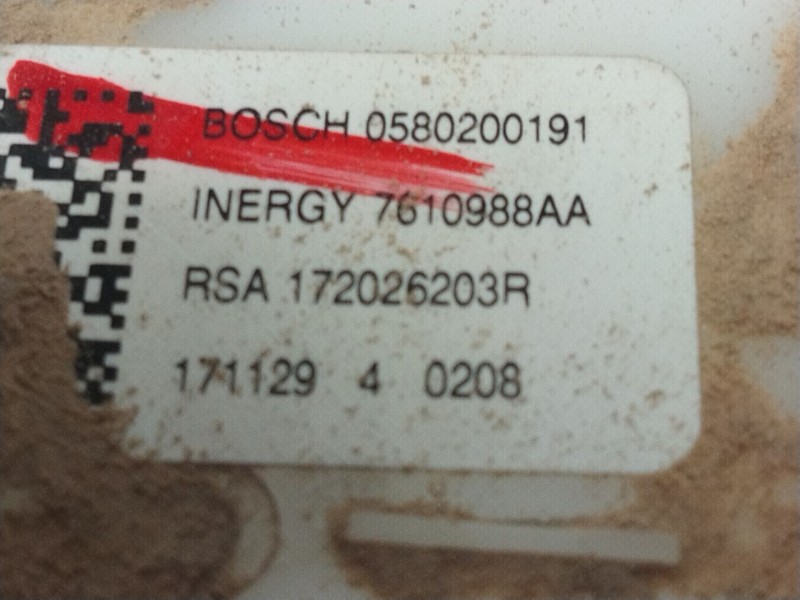 BOSCH 0580200191
INERGY 7610988AA
RSA 172026203R
171129 4 0208